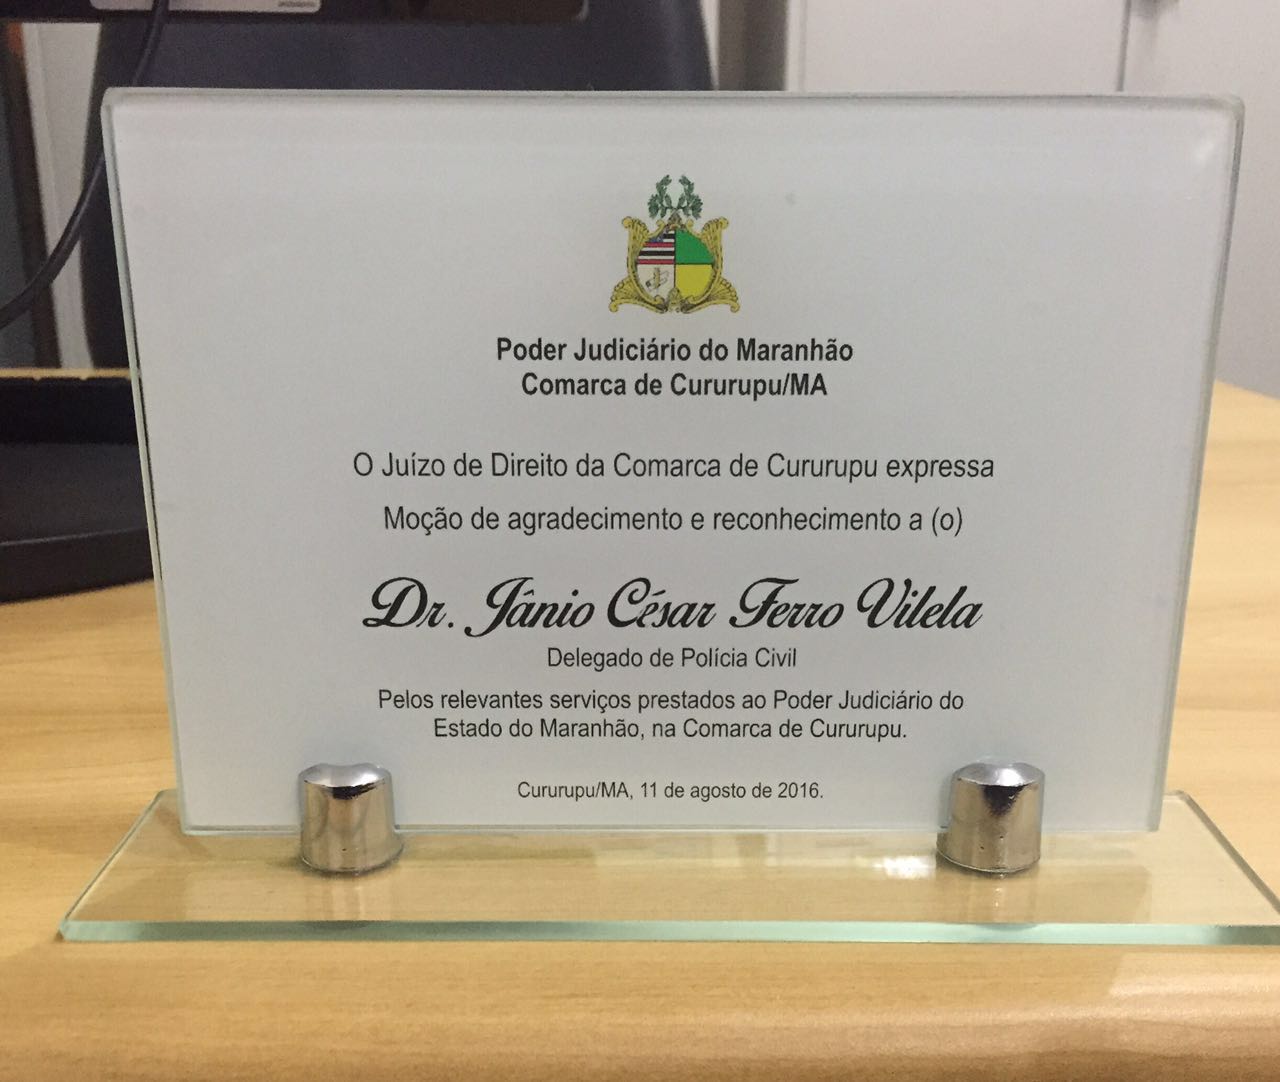 Poder Judiciário do Maranhão
Comarca de Cururupu/MA
O Juízo de Direito da Comarca de Cururupu expressa
Moção de agradecimento e reconhecimento a (o)
Dr. Jânio César Ferro Vilela
Delegado de Polícia Civil
Pelos relevantes serviços prestados ao Poder Judiciário do
Estado do Maranhão, na Comarca de Cururupu.
Cururupu/MA, 11 de agosto de 2016.